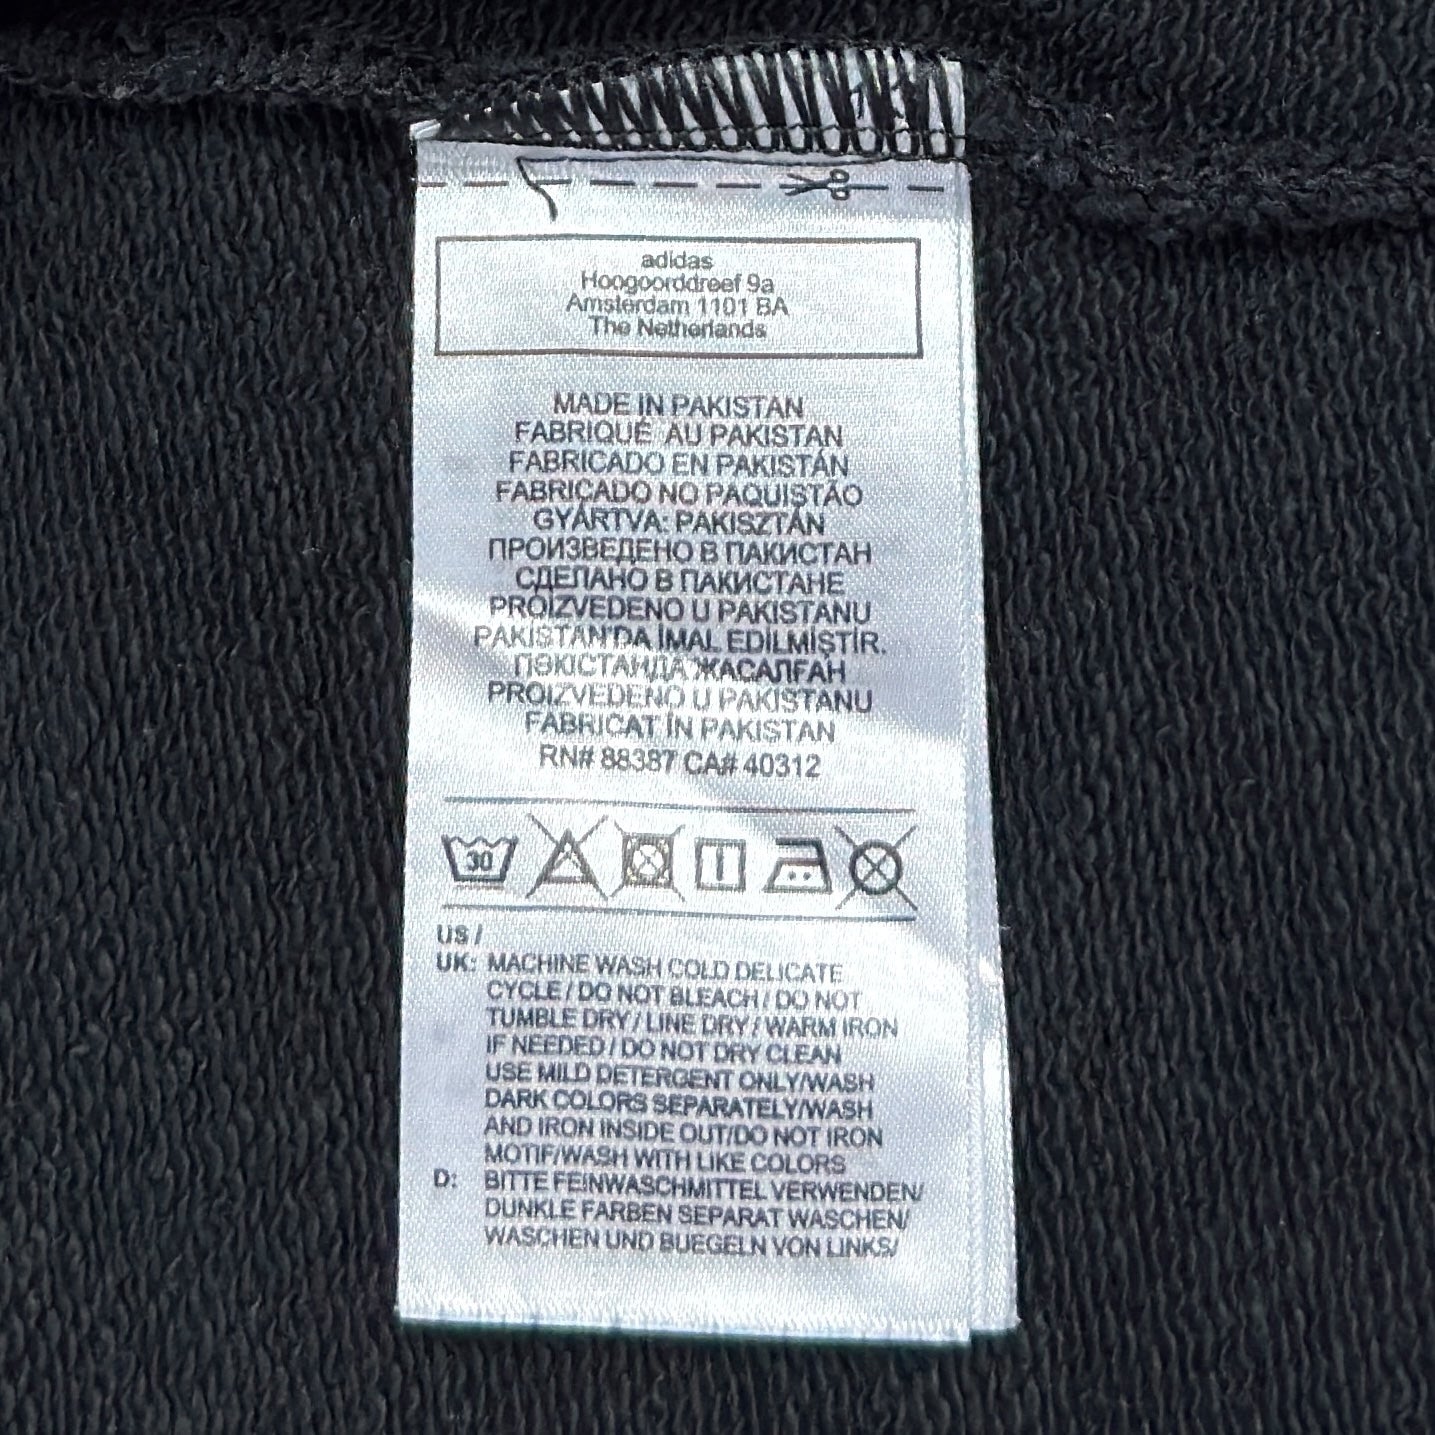 adidas
Hoogoorddreef 9a
Amsterdam 1101 BA
The Netherlands
MADE IN PAKISTAN
FABRIQUÉ AU PAKISTAN
FABRICADO EN PAKISTÁN
FABRICADO NO PAQUISTÃO
GYÁRTVA: PAKISZTÁN
ПРОИЗВЕДЕНО В ПАКИСТАН
СДЕЛАНО В ПАКИСТАНЕ
PROIZVEDENO U PAKISTANU
PAKISTAN'DA İMAL EDİLMİŞTİR.
ПӘКІСТАНДА ЖАСАЛҒАН
PROIZVEDENO U PAKISTANU
FABRICAT ÎN PAKISTAN
RN# 88387 CA# 40312
30
US /
UK: MACHINE WASH COLD DELICATE
CYCLE / DO NOT BLEACH / DO NOT
TUMBLE DRY / LINE DRY / WARM IRON
IF NEEDED / DO NOT DRY CLEAN
USE MILD DETERGENT ONLY/WASH
DARK COLORS SEPARATELY/WASH
AND IRON INSIDE OUT/DO NOT IRON
MOTIF/WASH WITH LIKE COLORS
D: BITTE FEINWASCHMITTEL VERWENDEN/
DUNKLE FARBEN SEPARAT WASCHEN/
WASCHEN UND BUEGELN VON LINKS/